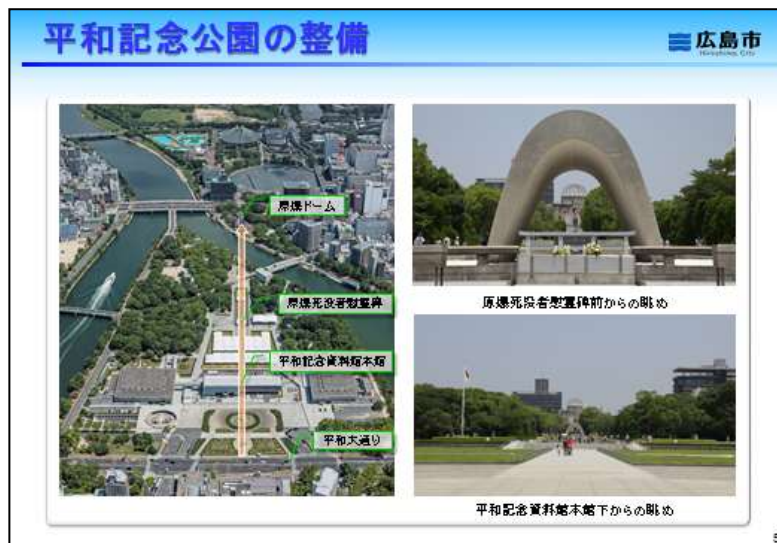 平和記念公園の整備
広島市
Hiroshima City
原爆ドーム
原爆死没者慰霊碑
平和記念資料館本館
平和大通り
原爆死没者慰霊碑前からの眺め
平和記念資料館本館下からの眺め